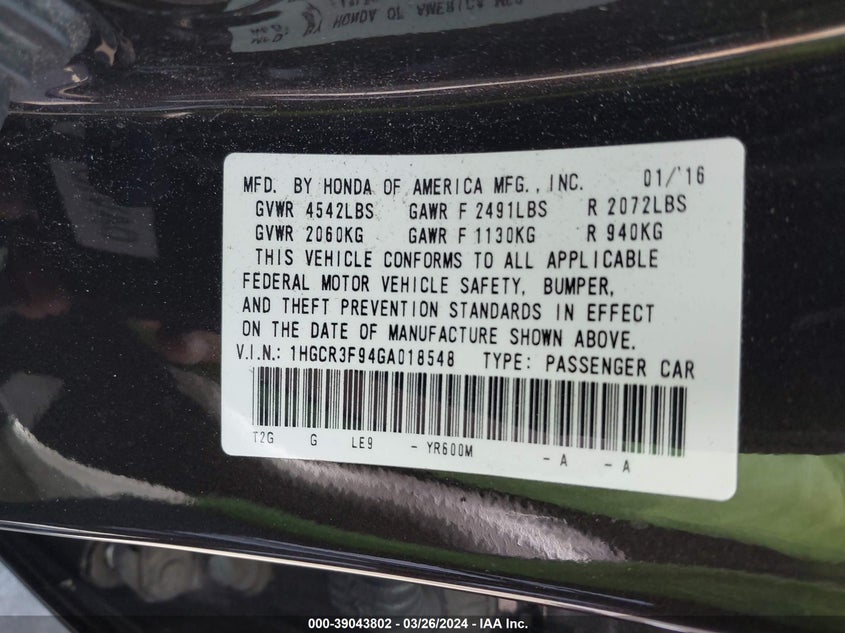 HONDA OF AMERICA
MFD. BY HONDA OF AMERICA MFG., INC. 01/'16
GVWR 4542LBS GAWR F 2491LBS R 2072LBS
GVWR 2060KG GAWR F 1130KG R 940KG
THIS VEHICLE CONFORMS TO ALL APPLICABLE
FEDERAL MOTOR VEHICLE SAFETY, BUMPER,
AND THEFT PREVENTION STANDARDS IN EFFECT
ON THE DATE OF MANUFACTURE SHOWN ABOVE.
V.I.N.: 1HGCR3F94GA018548 TYPE: PASSENGER CAR
T2G G LE9 - YR600M - A - A
000-39043802 - 03/26/2024 - IAA Inc.